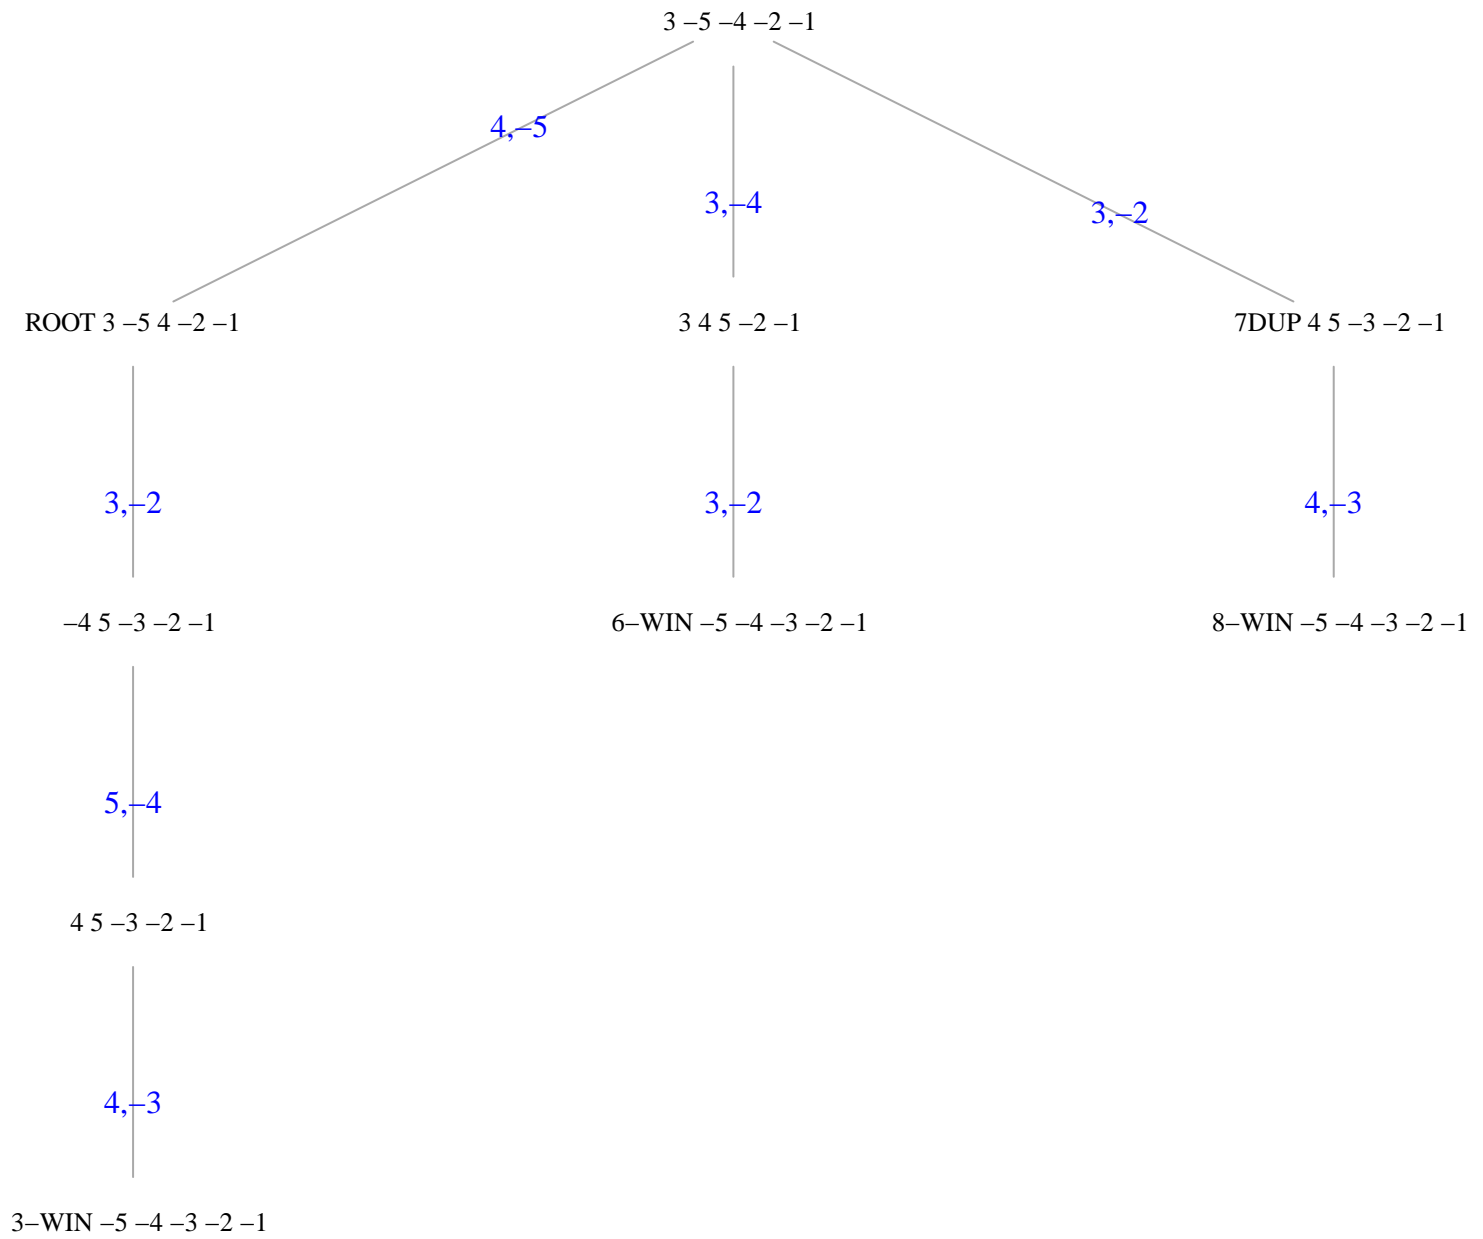 3 –5 –4 –2 –1
4,–5
3,–4
3,–2
ROOT 3 –5 4 –2 –1
3 4 5 –2 –1
7DUP 4 5 –3 –2 –1
3,–2
3,–2
4,–3
–4 5 –3 –2 –1
6–WIN –5 –4 –3 –2 –1
8–WIN –5 –4 –3 –2 –1
5,–4
4 5 –3 –2 –1
4,–3
3–WIN –5 –4 –3 –2 –1